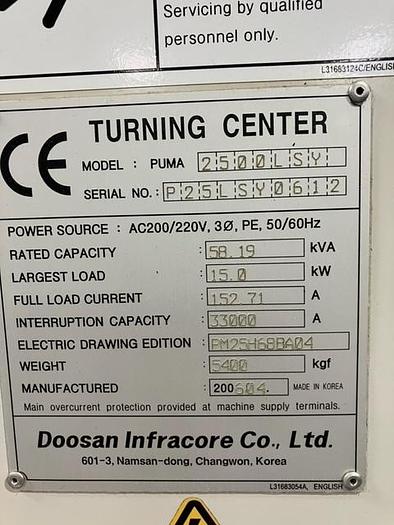 Servicing by qualified
personnel only.
L31683124C/ENGLISH
CE
TURNING CENTER
MODEL : PUMA 2500LSY
SERIAL NO. : P25LSY0612
POWER SOURCE : AC200/220V, 3Ø, PE, 50/60Hz
RATED CAPACITY : 58.19 kVA
LARGEST LOAD : 15.0 kW
FULL LOAD CURRENT : 152.71 A
INTERRUPTION CAPACITY : 33000 A
ELECTRIC DRAWING EDITION : PM25H68BA04
WEIGHT : 5400 kgf
MANUFACTURED : 200604. MADE IN KOREA
Main overcurrent protection provided at machine supply terminals.
Doosan Infracore Co., Ltd.
601-3, Namsan-dong, Changwon, Korea
L31683054A, ENGLISH